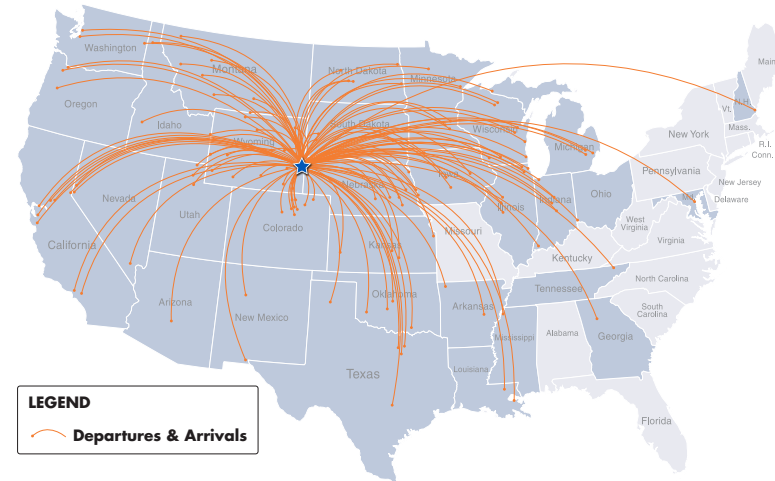 Washington
Montana
North Dakota
Minnesota
Main
Oregon
Idaho
Wyoming
South Dakota
Wisconsin
Michigan
Vt.
N.H.
New York
Mass.
R.I.
Conn.
Nevada
Utah
Nebraska
Iowa
Illinois
Indiana
Ohio
Pennsylvania
New Jersey
Md.
Delaware
California
Colorado
Kansas
Missouri
West
Virginia
Virginia
Kentucky
Arizona
New Mexico
Oklahoma
Arkansas
Tennessee
North Carolina
South
Carolina
Texas
Louisiana
Mississippi
Alabama
Georgia
Florida
LEGEND
Departures & Arrivals